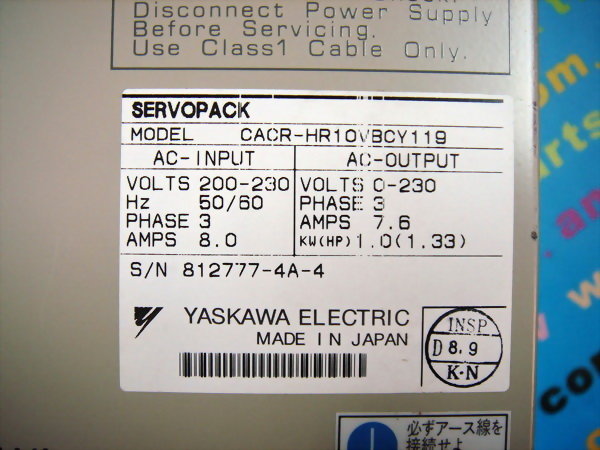 Disconnect Power Supply
Before Servicing.
Use Class1 Cable Only.
SERVOPACK
MODEL CACR-HR10VBCY119
AC-INPUT AC-OUTPUT
VOLTS 200-230 VOLTS 0-230
Hz 50/60 PHASE 3
PHASE 3 AMPS 7.6
AMPS 8.0 KW(HP) 1.0(1.33)
S/N 812777-4A-4
YASKAWA ELECTRIC
MADE IN JAPAN
INSP
D 8.9
K·N
必ずアース線を
接続せよ